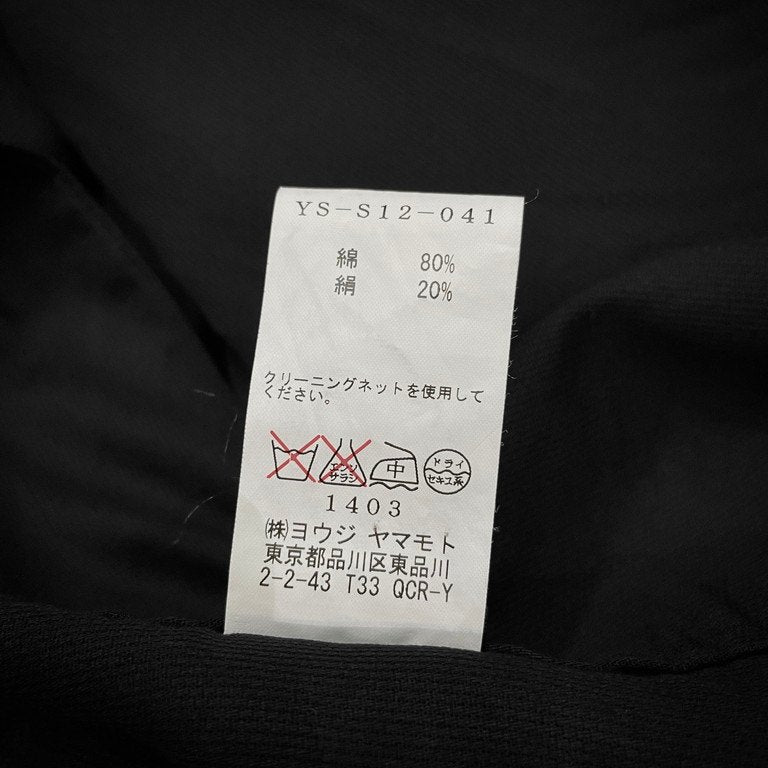 YS-S12-041
綿 80%
絹 20%
クリーニングネットを使用して
ください。
エンソ
サラシ
中
ドライ
セキユ系
1403
㈱ヨウジ ヤマモト
東京都品川区東品川
2-2-43 T33 QCR-Y